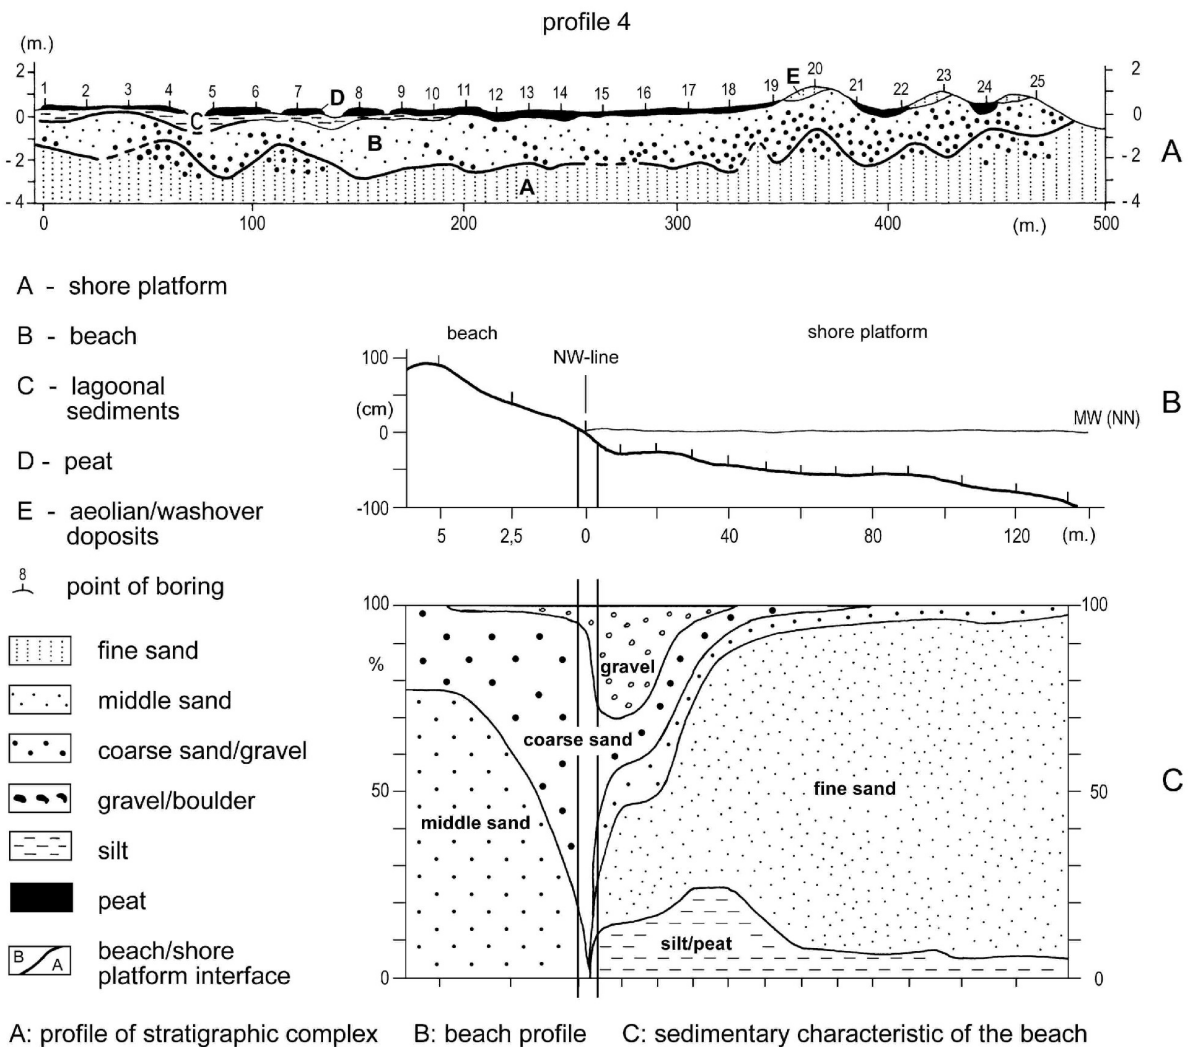 profile 4
(m.)
2
0
- 2
- 4
1 2 3 4 5 6 7 D 8 9 10 11 12 13 14 15 16 17 18 19 E 20 21 22 23 24 25
C
B
A
2
0
- 2
- 4
A
0 100 200 300 400 (m.) 500
A - shore platform
B - beach
C - lagoonal
sediments
D - peat
E - aeolian/washover
doposits
8
point of boring
fine sand
middle sand
coarse sand/gravel
gravel/boulder
silt
peat
B A
beach/shore
platform interface
beach
shore platform
NW-line
100
(cm)
0
-100
MW (NN)
B
5 2,5 0 40 80 120 (m.)
100
%
50
0
gravel
coarse sand
middle sand
fine sand
silt/peat
100
50
0
C
A: profile of stratigraphic complex B: beach profile C: sedimentary characteristic of the beach